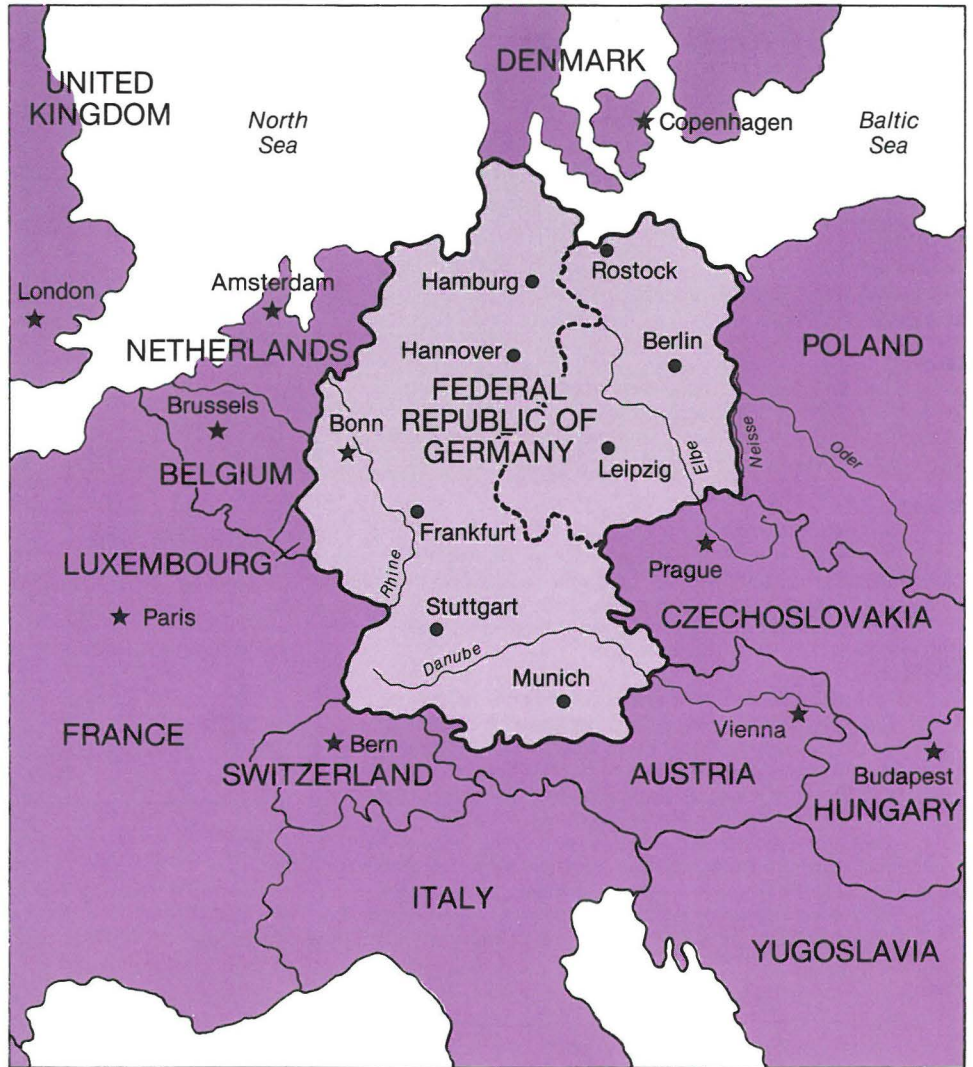 DENMARK
UNITED
KINGDOM
North
Sea
Copenhagen
Baltic
Sea
Rostock
Hamburg
London
Amsterdam
NETHERLANDS
Hannover
Berlin
POLAND
FEDERAL
REPUBLIC OF
GERMANY
Brussels
Bonn
BELGIUM
Leipzig
Elbe
Neisse
Oder
Frankfurt
LUXEMBOURG
Rhine
Prague
Paris
Stuttgart
CZECHOSLOVAKIA
Danube
Munich
FRANCE
Bern
SWITZERLAND
Vienna
AUSTRIA
Budapest
HUNGARY
ITALY
YUGOSLAVIA